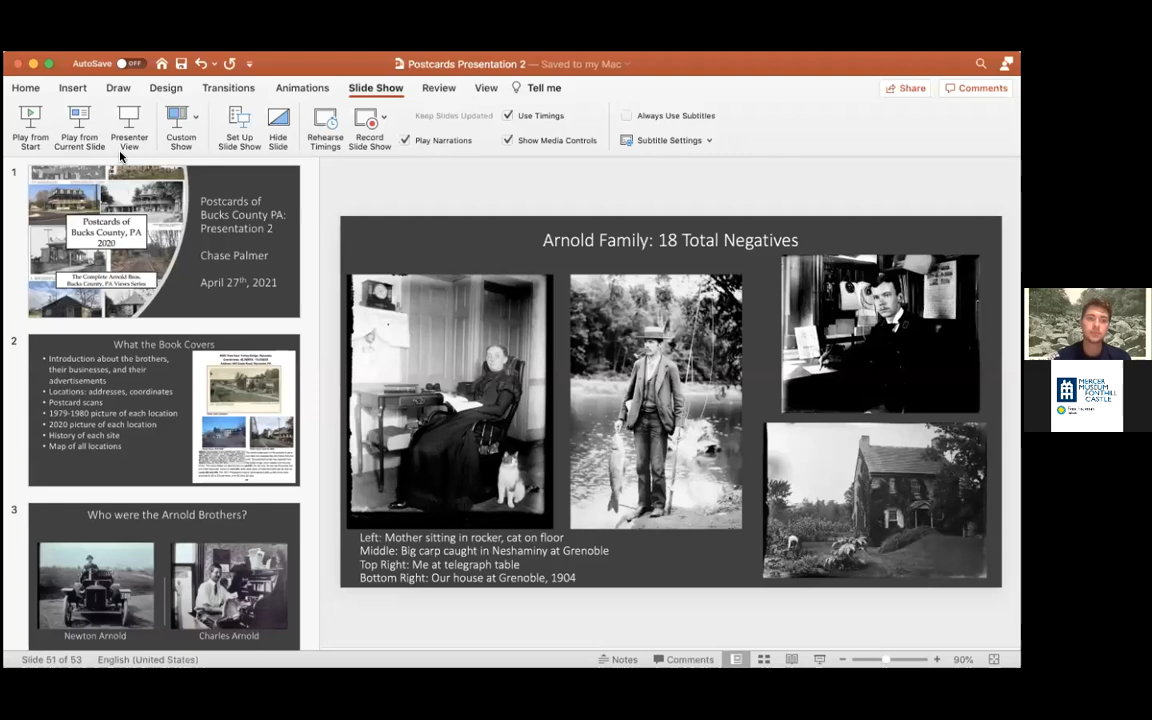 AutoSave OFF
Postcards Presentation 2 — Saved to my Mac
Home Insert Draw Design Transitions Animations Slide Show Review View Tell me
Share Comments
Play from Start
Play from Current Slide
Presenter View
Custom Show
Set Up Slide Show
Hide Slide
Rehearse Timings
Record Slide Show
Keep Slides Updated
Play Narrations
Use Timings
Show Media Controls
Always Use Subtitles
Subtitle Settings
1
Postcards of
Bucks County, PA
2020
The Complete Arnold Bros.
Bucks County, PA Views Series
Postcards of
Bucks County PA:
Presentation 2
Chase Palmer
April 27th, 2021
2
What the Book Covers
• Introduction about the brothers,
their businesses, and their
advertisements
• Locations: addresses, coordinates
• Postcard scans
• 1979-1980 picture of each location
• 2020 picture of each location
• History of each site
• Map of all locations
3
Who were the Arnold Brothers?
Newton Arnold
Charles Arnold
Arnold Family: 18 Total Negatives
Left: Mother sitting in rocker, cat on floor
Middle: Big carp caught in Neshaminy at Grenoble
Top Right: Me at telegraph table
Bottom Right: Our house at Grenoble, 1904
MERCER
MUSEUM
FONTHILL
CASTLE
Slide 51 of 53
English (United States)
Notes
Comments
90%